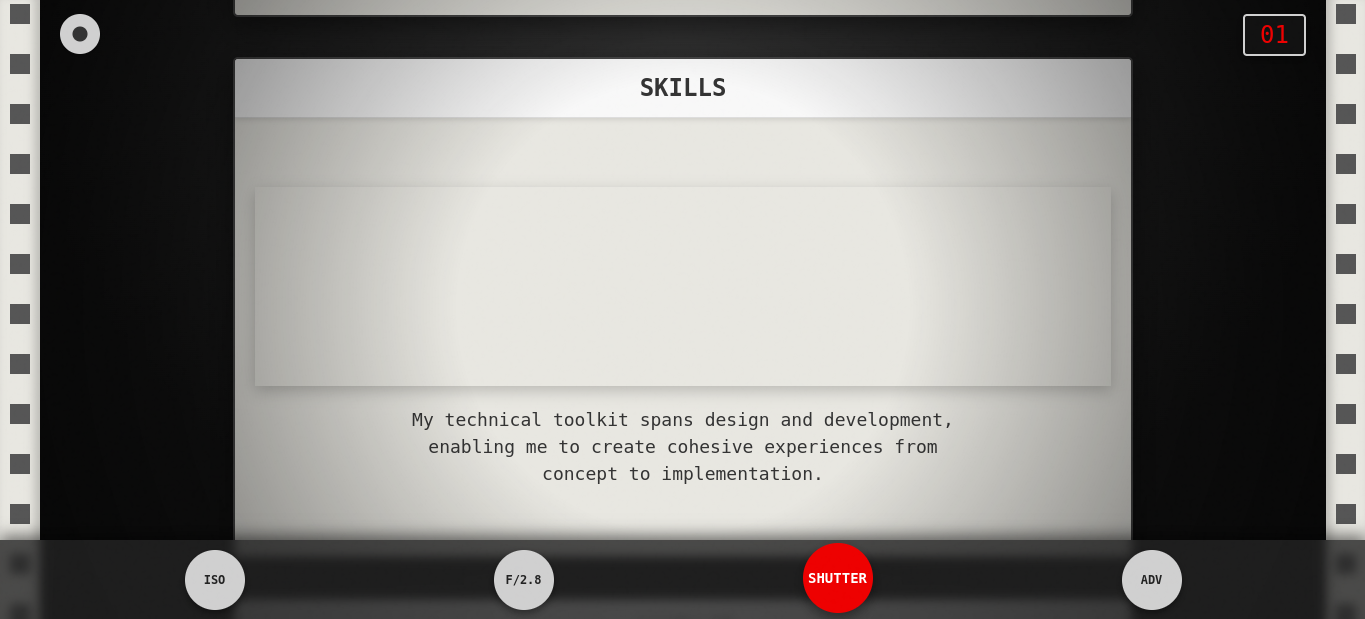 01
SKILLS
My technical toolkit spans design and development,
enabling me to create cohesive experiences from
concept to implementation.
ISO
F/2.8
SHUTTER
ADV